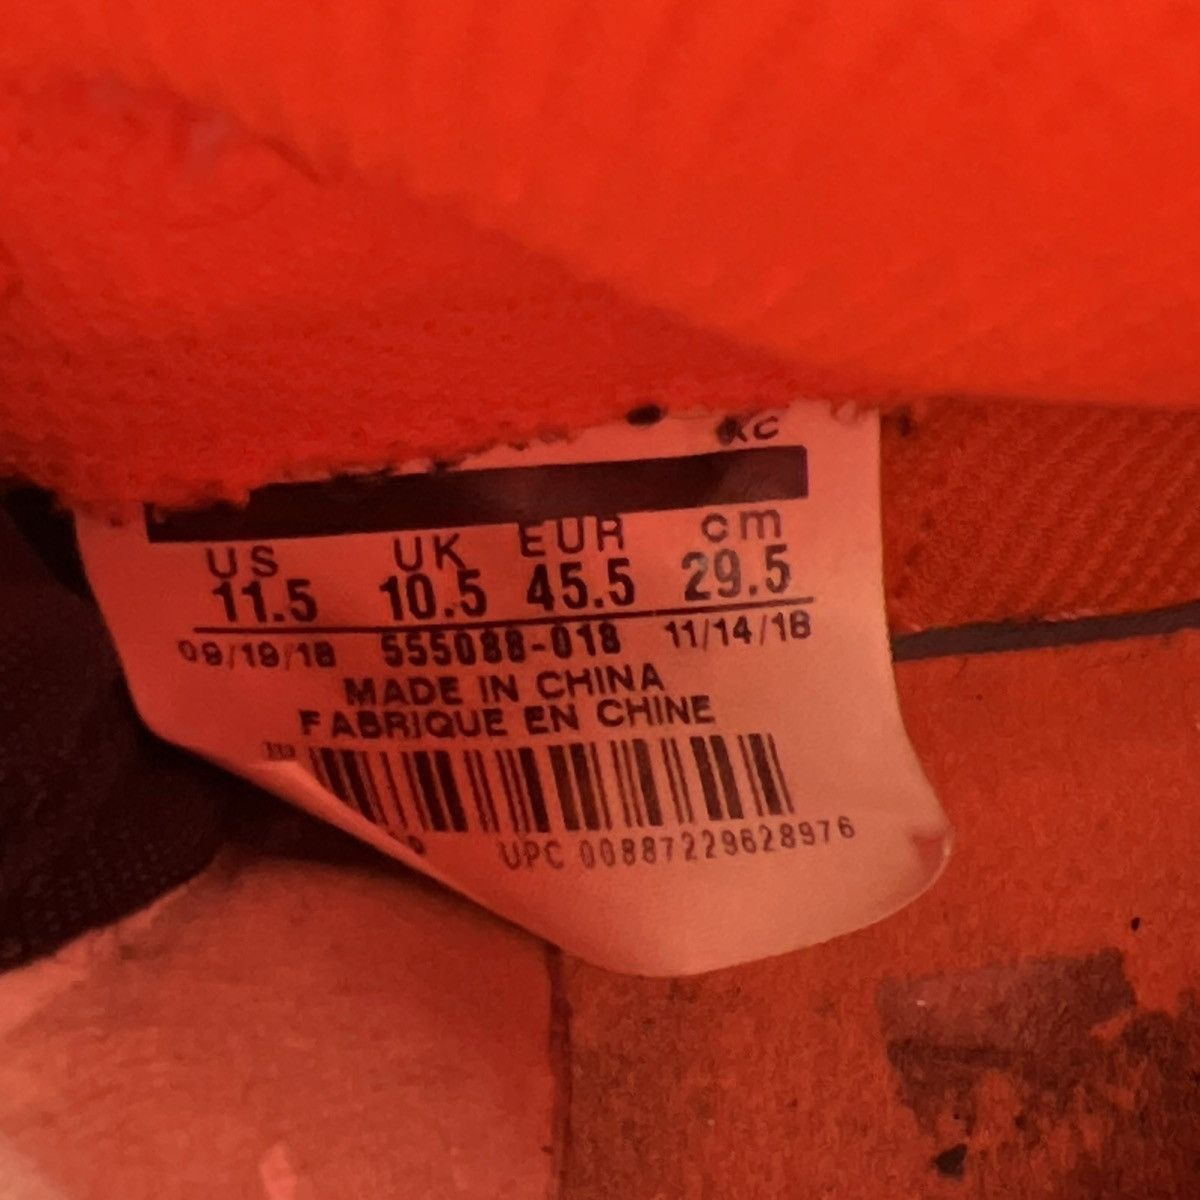 US UK EUR cm
11.5 10.5 45.5 29.5
09/19/18 555088-018 11/14/18
MADE IN CHINA
FABRIQUE EN CHINE
UPC 00887229628976